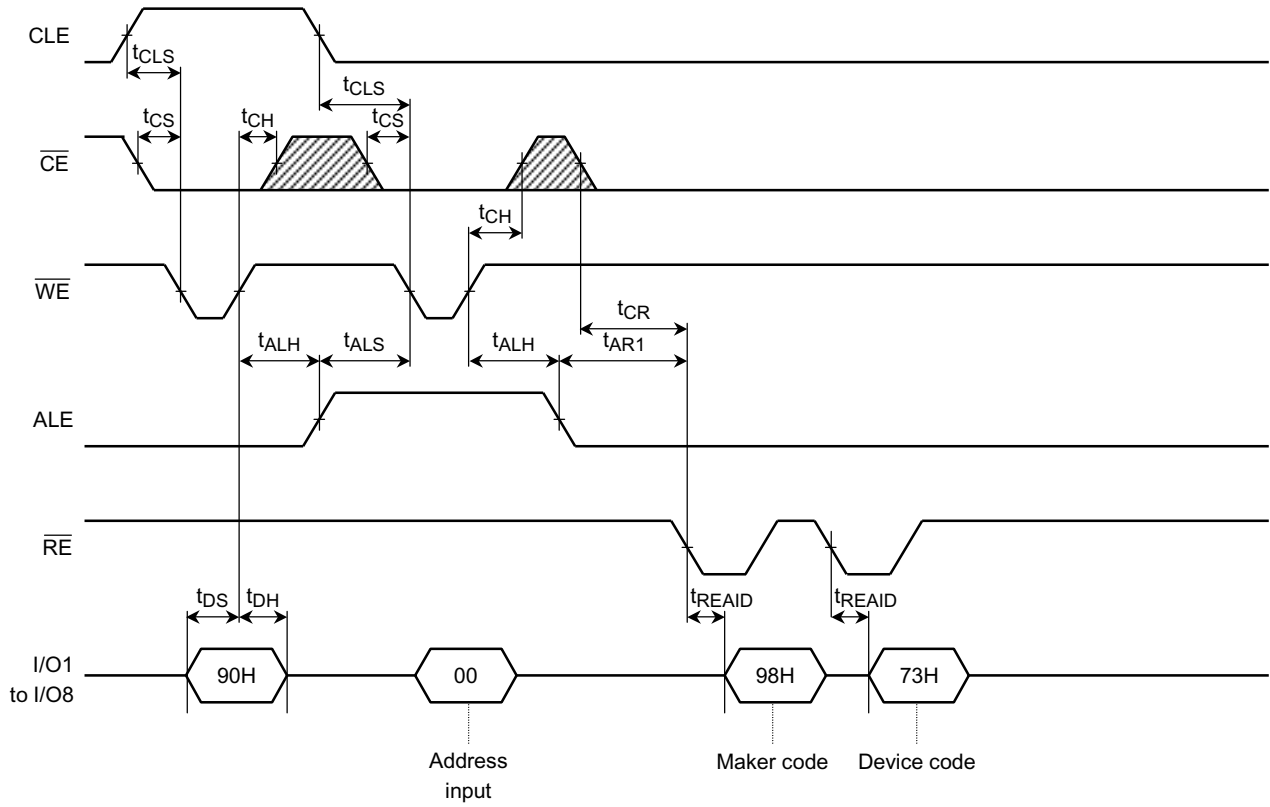 CLE
tCLS
tCLS
tCS
tCH
tCS
CE
tCH
WE
tCR
tALH
tALS
tALH
tAR1
ALE
RE
tDS
tDH
tREAID
tREAID
I/O1
to I/O8
90H
00
98H
73H
Address
input
Maker code
Device code